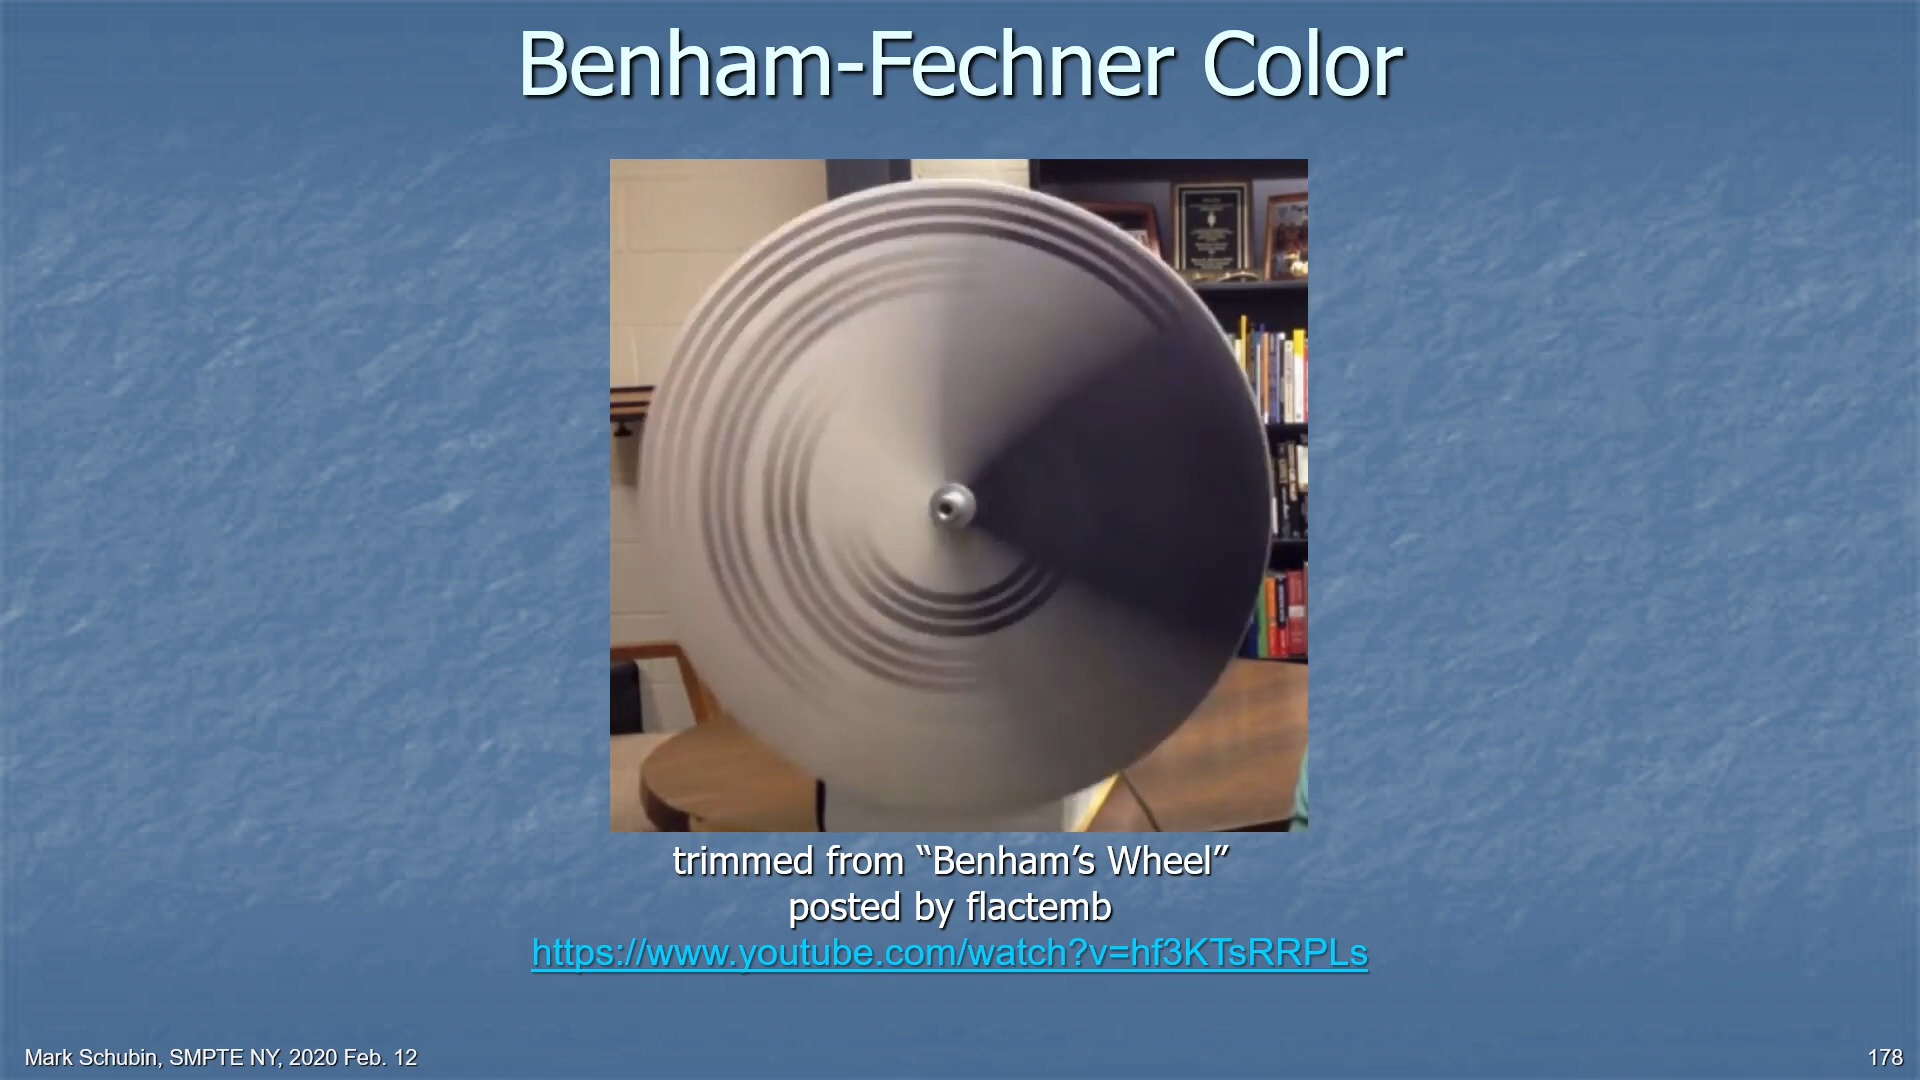 Benham-Fechner Color
trimmed from “Benham’s Wheel”
posted by flactemb
https://www.youtube.com/watch?v=hf3KTsRRPLs
Mark Schubin, SMPTE NY, 2020 Feb. 12
178